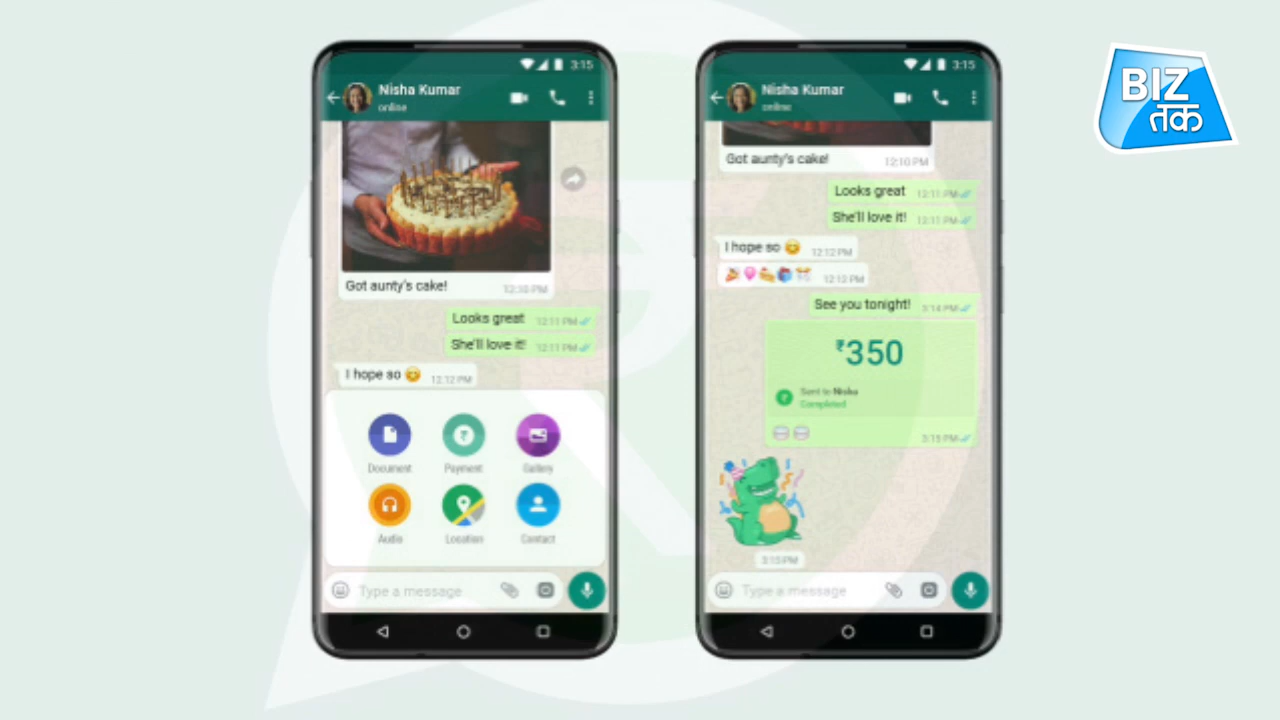 3:15
Nisha Kumar
online
Got aunty's cake!
12:10 PM
Looks great
12:11 PM
She'll love it!
12:11 PM
I hope so 😊
12:12 PM
Document
Payment
Gallery
Audio
Location
Contact
Type a message
3:15
Nisha Kumar
online
Got aunty's cake!
12:10 PM
Looks great
12:11 PM
She'll love it!
12:11 PM
I hope so 😊
12:12 PM
12:12 PM
See you tonight!
3:14 PM
₹350
₹
Sent to Nisha
Completed
3:15 PM
3:15 PM
Type a message
BIZ
तक